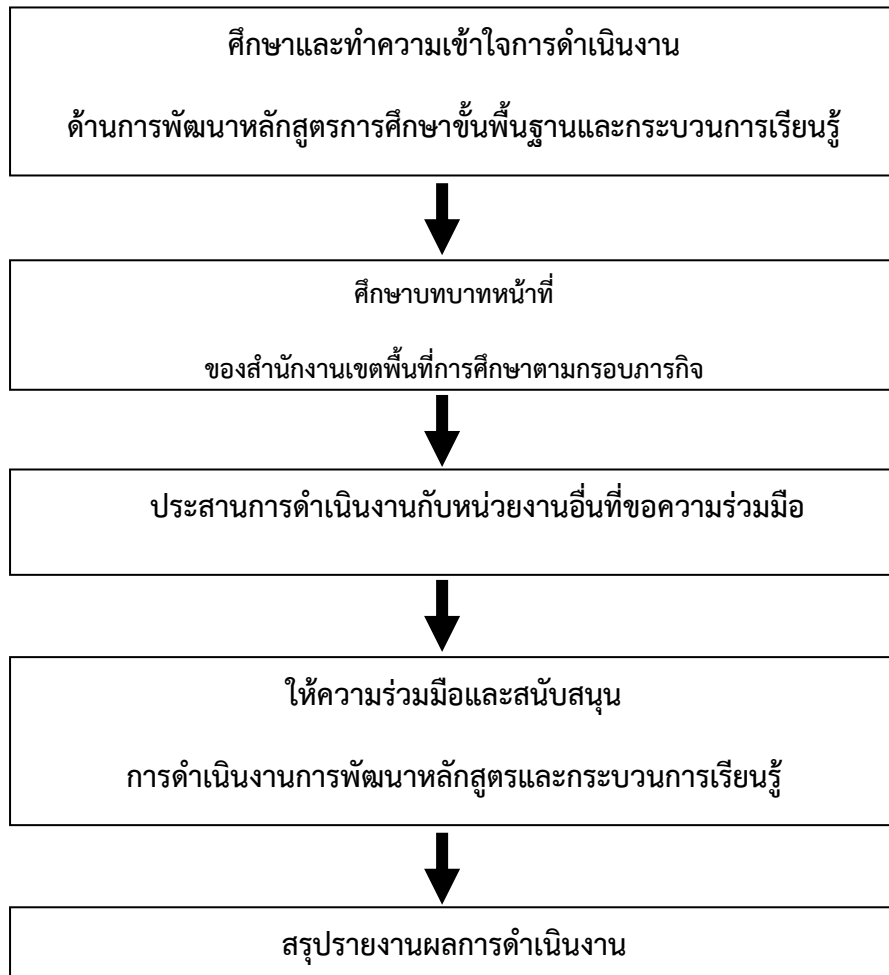 ศึกษาและทำความเข้าใจการดำเนินงาน
ด้านการพัฒนาหลักสูตรการศึกษาขั้นพื้นฐานและกระบวนการเรียนรู้
ศึกษาบทบาทหน้าที่
ของสำนักงานเขตพื้นที่การศึกษาตามกรอบภารกิจ
ประสานการดำเนินงานกับหน่วยงานอื่นที่ขอความร่วมมือ
ให้ความร่วมมือและสนับสนุน
การดำเนินงานการพัฒนาหลักสูตรและกระบวนการเรียนรู้
สรุปรายงานผลการดำเนินงาน